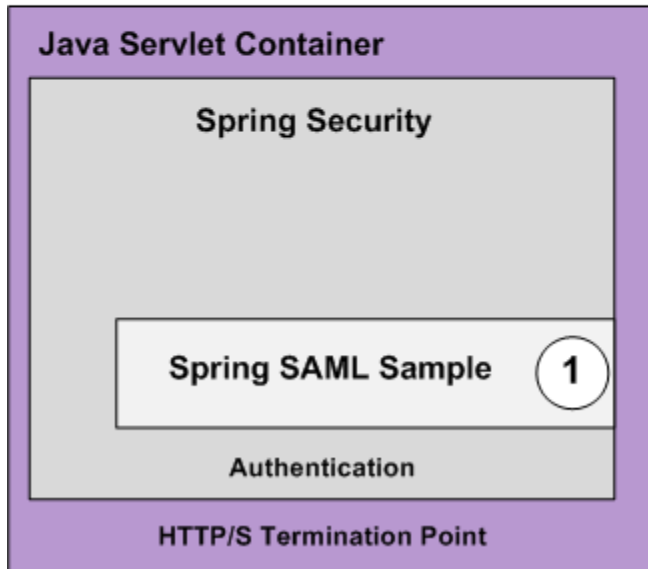 Java Servlet Container
Spring Security
Spring SAML Sample
1
Authentication
HTTP/S Termination Point